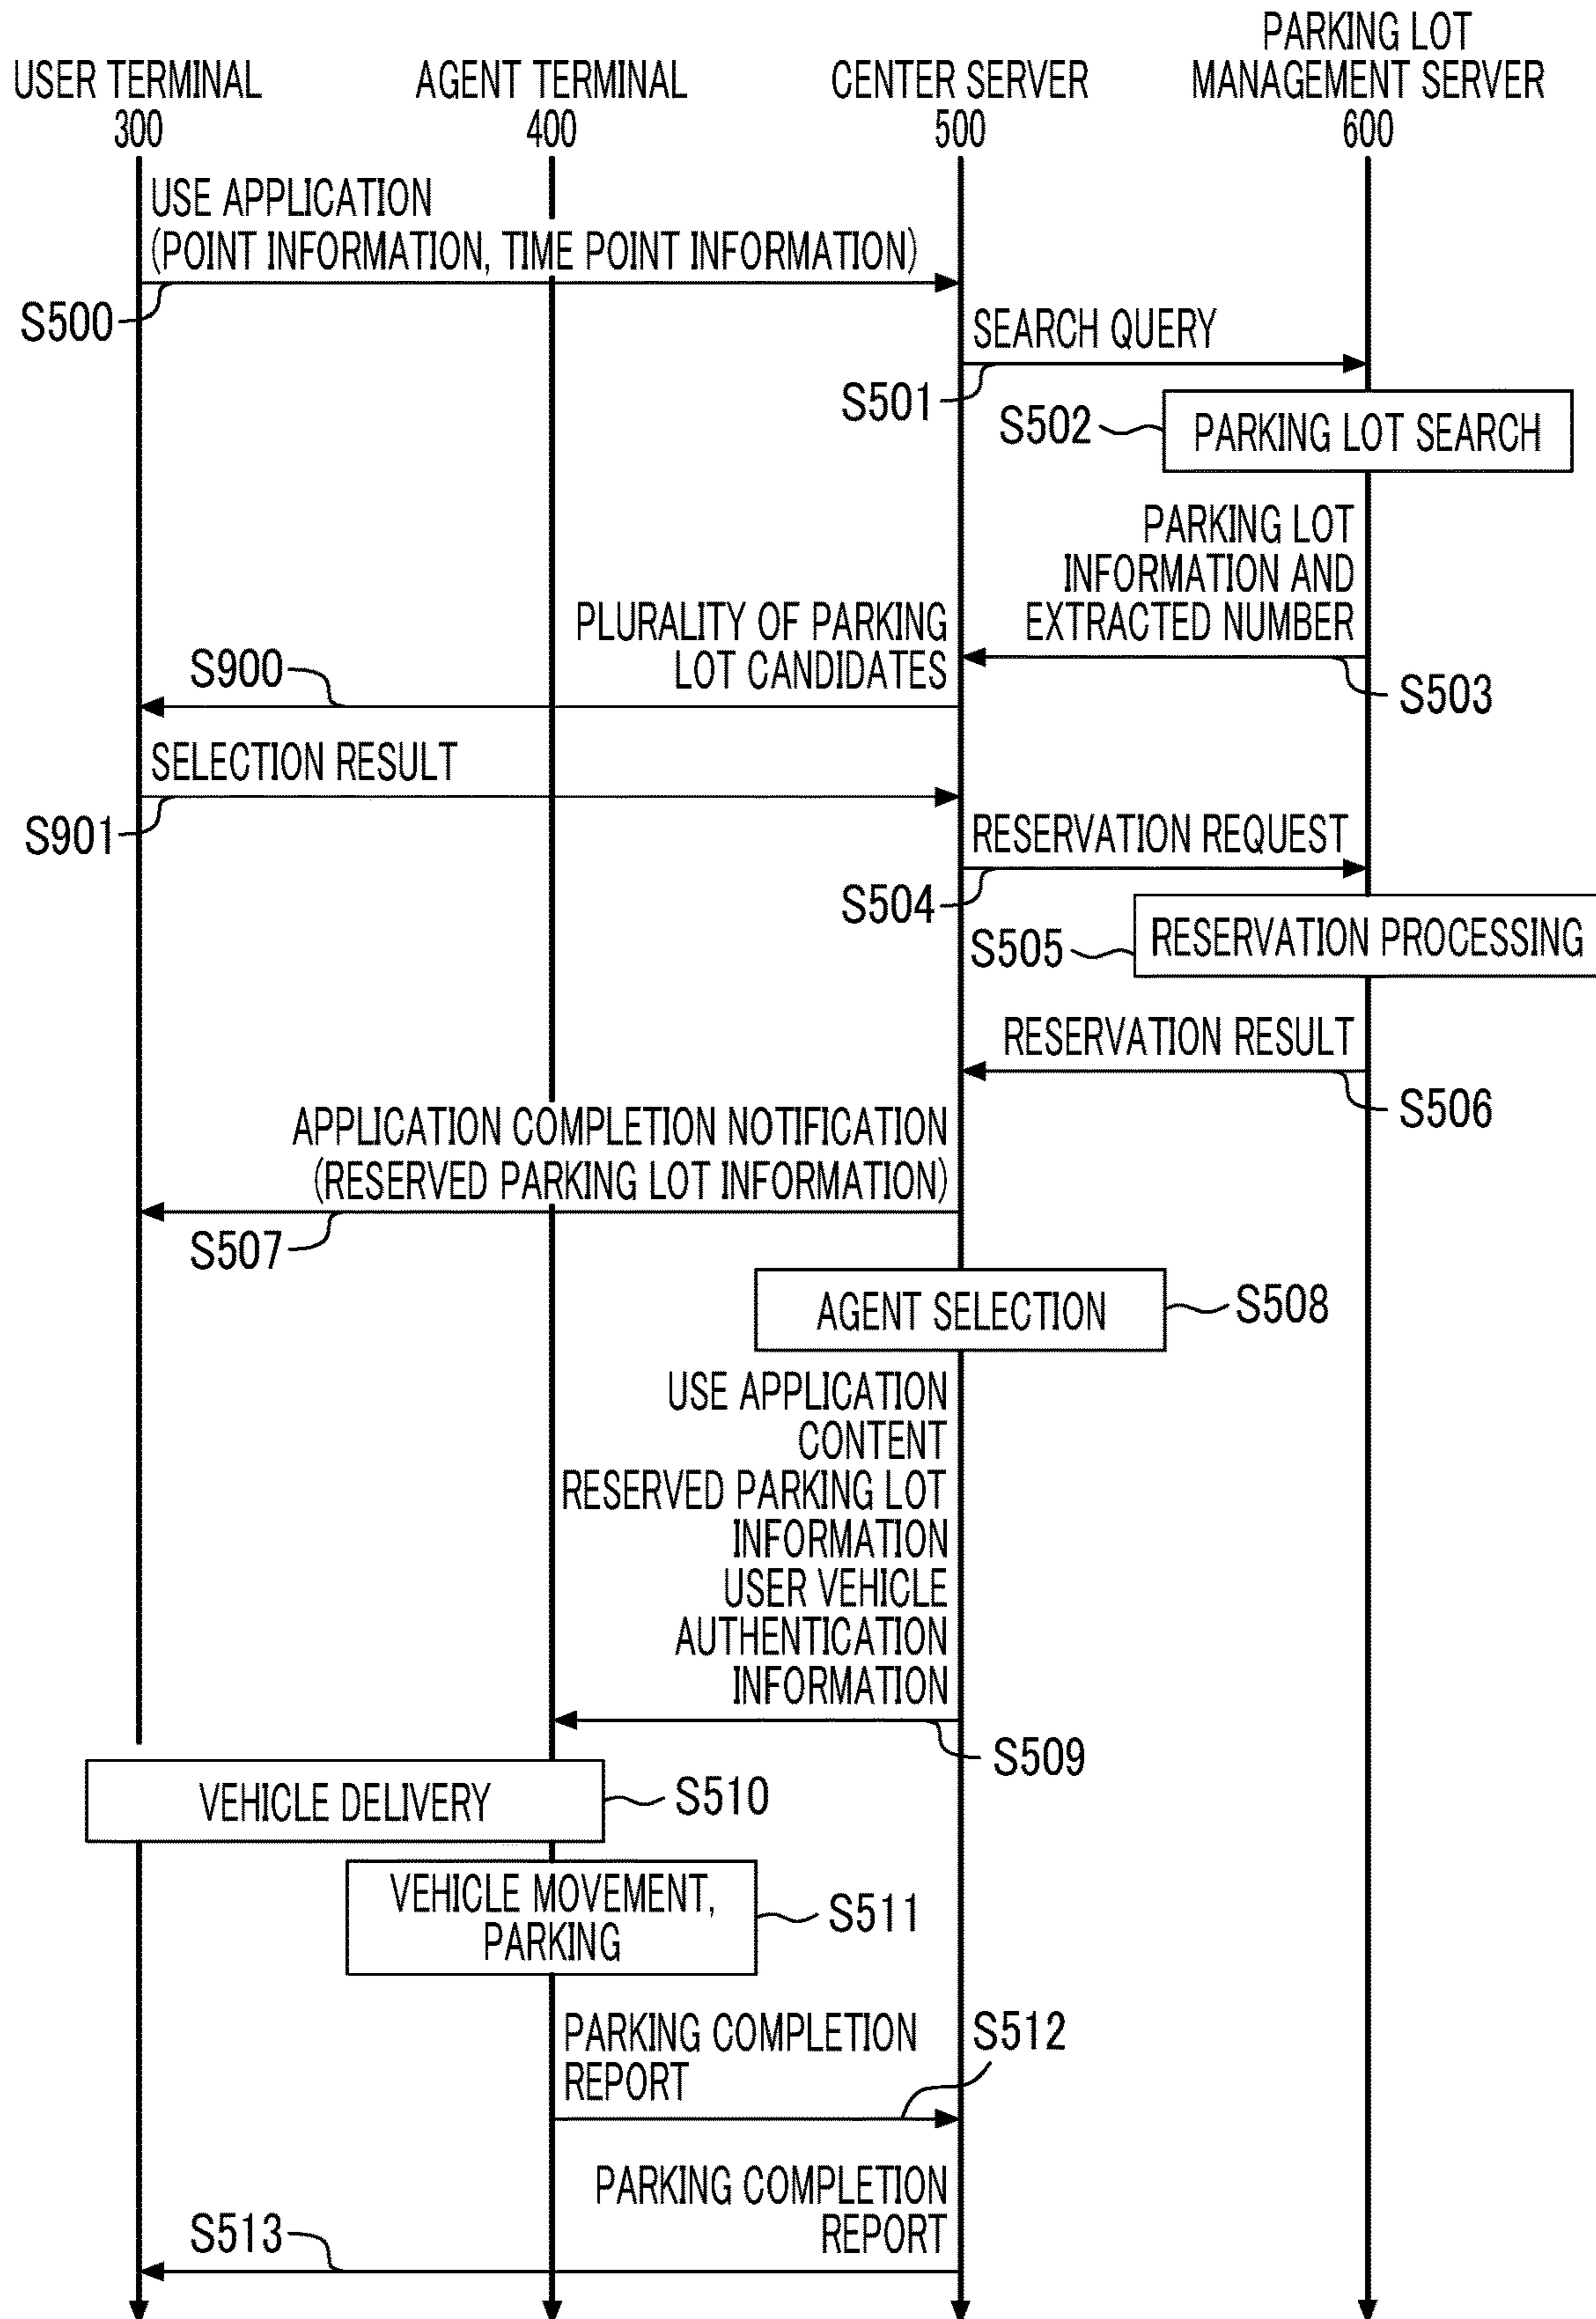 USER TERMINAL
300
AGENT TERMINAL
400
CENTER SERVER
500
PARKING LOT
MANAGEMENT SERVER
600
USE APPLICATION
(POINT INFORMATION, TIME POINT INFORMATION)
S500
SEARCH QUERY
S501
S502
PARKING LOT SEARCH
PARKING LOT
INFORMATION AND
EXTRACTED NUMBER
S503
PLURALITY OF PARKING
LOT CANDIDATES
S900
SELECTION RESULT
S901
RESERVATION REQUEST
S504
S505
RESERVATION PROCESSING
RESERVATION RESULT
S506
APPLICATION COMPLETION NOTIFICATION
(RESERVED PARKING LOT INFORMATION)
S507
AGENT SELECTION
S508
USE APPLICATION
CONTENT
RESERVED PARKING LOT
INFORMATION
USER VEHICLE
AUTHENTICATION
INFORMATION
S509
VEHICLE DELIVERY
S510
VEHICLE MOVEMENT,
PARKING
S511
PARKING COMPLETION
REPORT
S512
PARKING COMPLETION
REPORT
S513